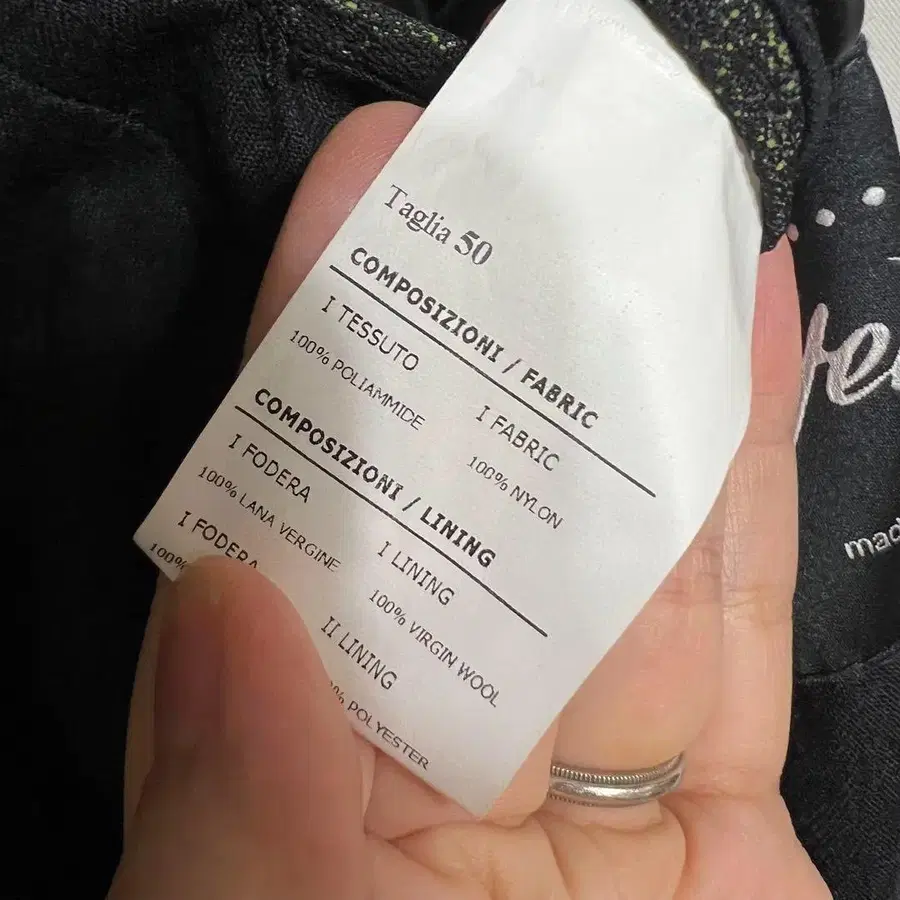 Taglia 50
COMPOSIZIONI / FABRIC
I TESSUTO
100% POLIAMMIDE
I FABRIC
100% NYLON
COMPOSIZIONI / LINING
I FODERA
100% LANA VERGINE
I LINING
100% VIRGIN WOOL
I FODERA
100%
II LINING
% POLYESTER